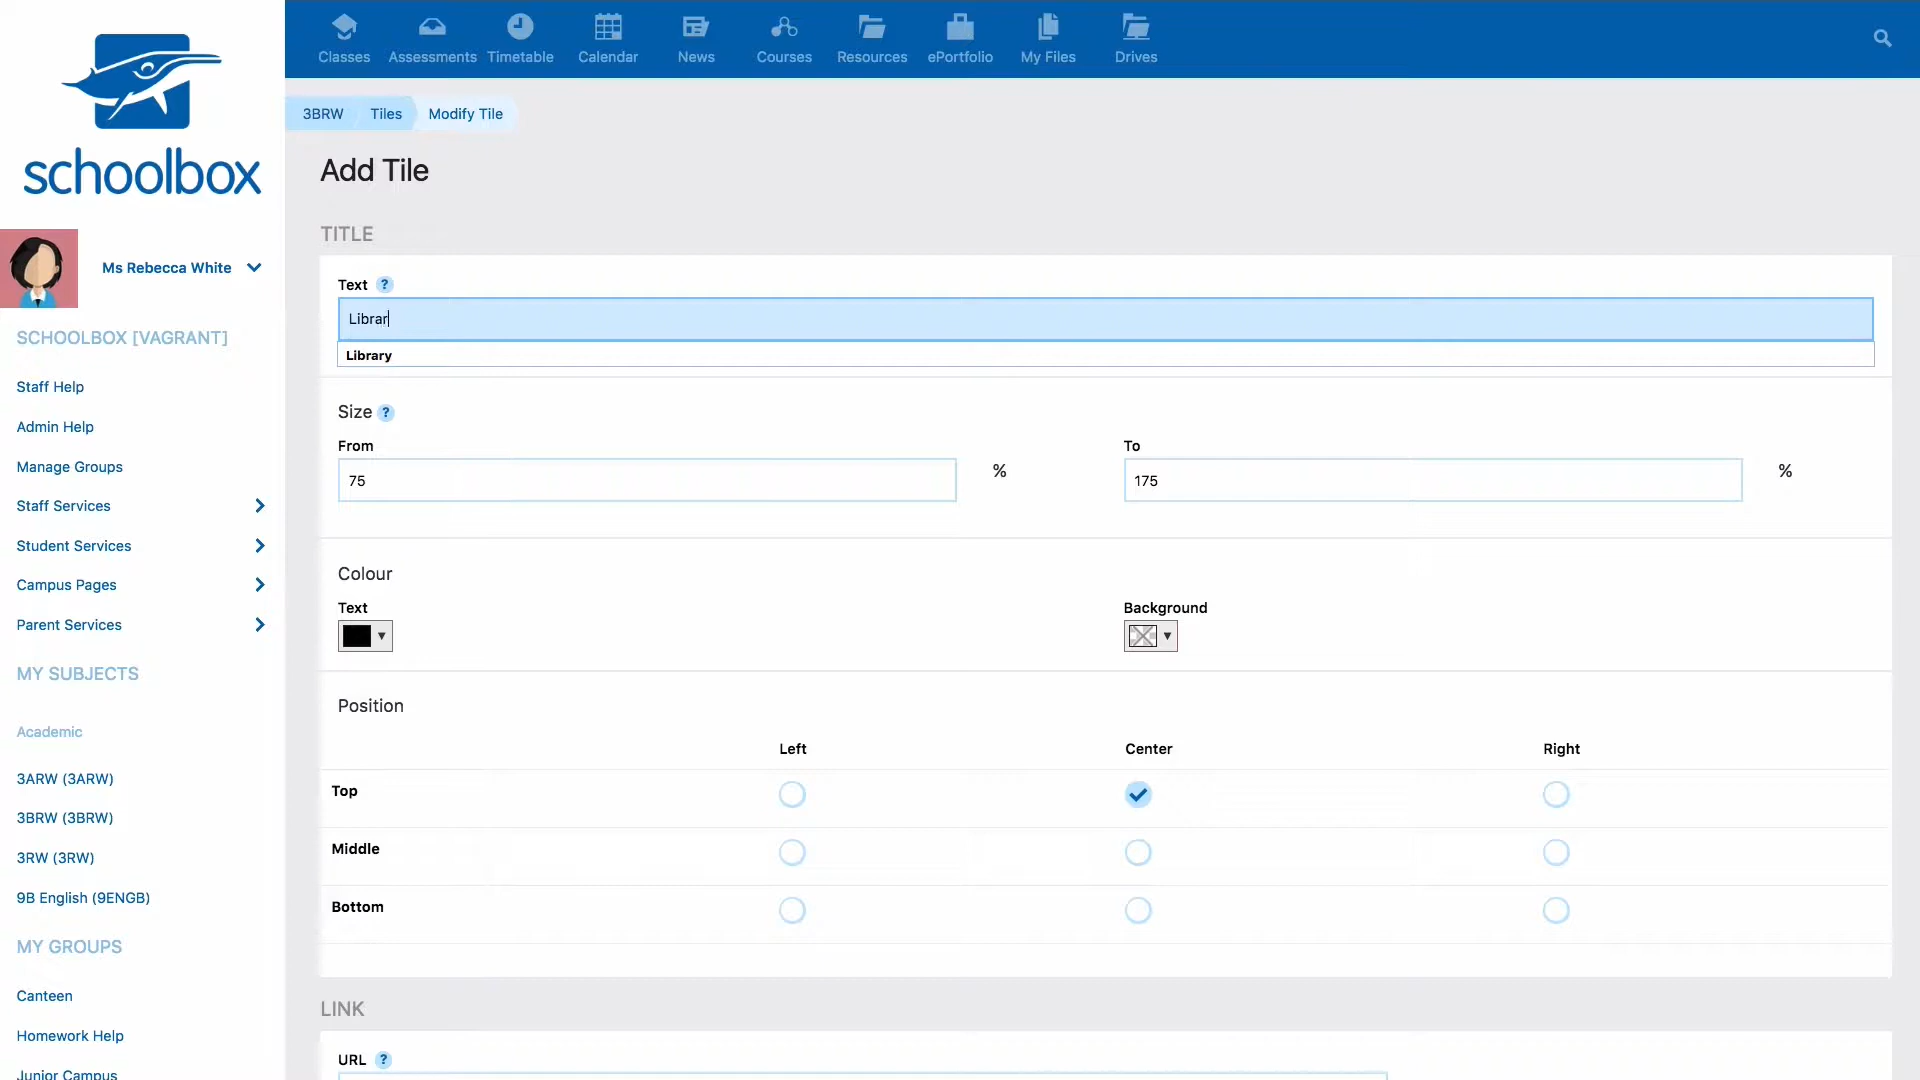 Classes
Assessments
Timetable
Calendar
News
Courses
Resources
ePortfolio
My Files
Drives
schoolbox
Ms Rebecca White
SCHOOLBOX [VAGRANT]
Staff Help
Admin Help
Manage Groups
Staff Services
Student Services
Campus Pages
Parent Services
MY SUBJECTS
Academic
3ARW (3ARW)
3BRW (3BRW)
3RW (3RW)
9B English (9ENGB)
MY GROUPS
Canteen
Homework Help
Junior Campus
3BRW Tiles Modify Tile
Add Tile
TITLE
Text ?
Librar
Library
Size ?
From To
75 % 175 %
Colour
Text Background
Position
Left Center Right
Top
Middle
Bottom
LINK
URL ?